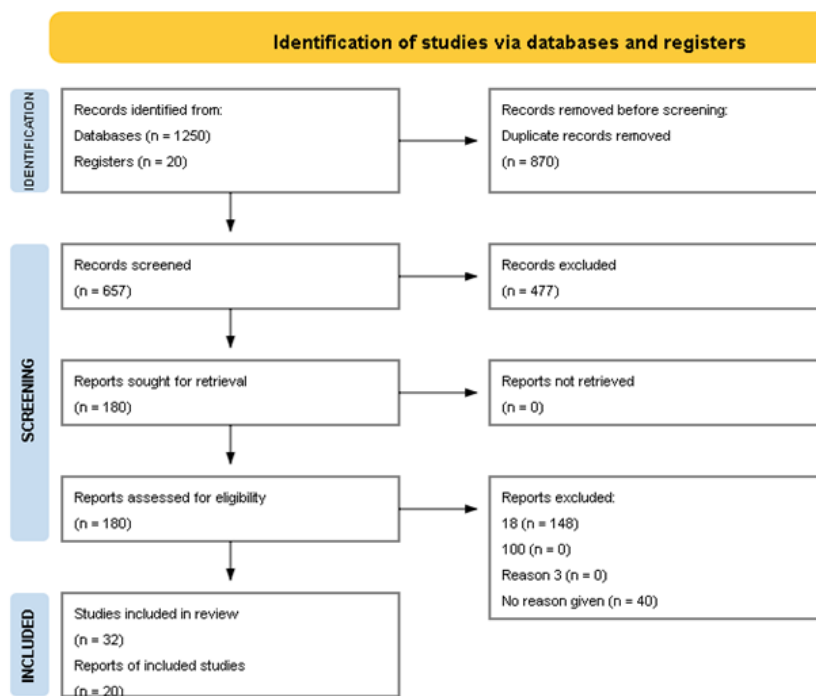 Identification of studies via databases and registers
IDENTIFICATION
Records identified from:
Databases (n = 1250)
Registers (n = 20)
Records removed before screening:
Duplicate records removed
(n = 870)
SCREENING
Records screened
(n = 657)
Records excluded
(n = 477)
Reports sought for retrieval
(n = 180)
Reports not retrieved
(n = 0)
Reports assessed for eligibility
(n = 180)
Reports excluded:
18 (n = 148)
100 (n = 0)
Reason 3 (n = 0)
No reason given (n = 40)
INCLUDED
Studies included in review
(n = 32)
Reports of included studies
(n = 20)